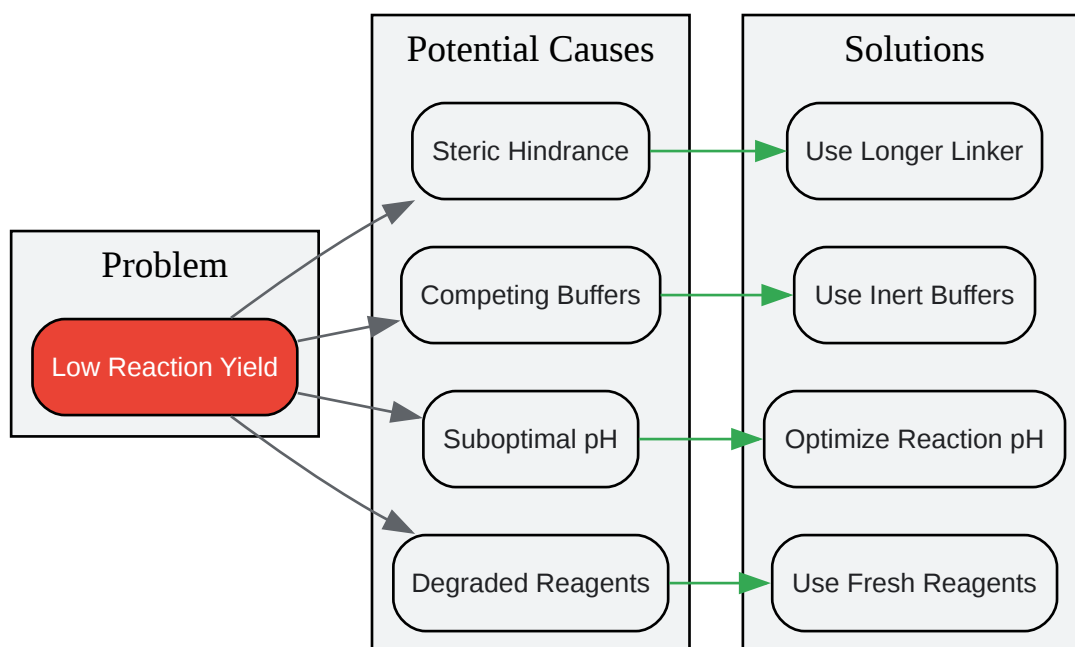 Problem
Low Reaction Yield
Potential Causes
Steric Hindrance
Competing Buffers
Suboptimal pH
Degraded Reagents
Solutions
Use Longer Linker
Use Inert Buffers
Optimize Reaction pH
Use Fresh Reagents